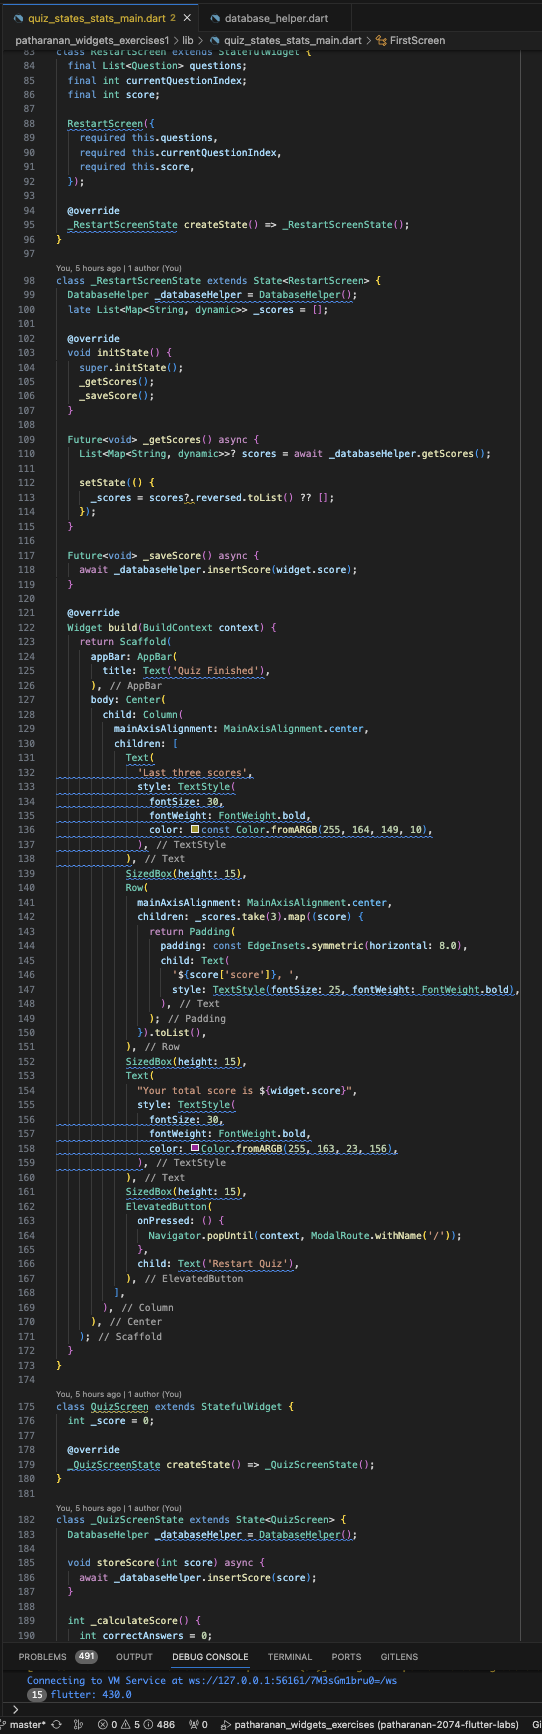 quiz_states_stats_main.dart 2 × database_helper.dart
patharanan_widgets_exercises1 > lib > quiz_states_stats_main.dart > FirstScreen
83 class RestartScreen extends StatefulWidget {
84 final List<Question> questions;
85 final int currentQuestionIndex;
86 final int score;
87
88 RestartScreen({
89 required this.questions,
90 required this.currentQuestionIndex,
91 required this.score,
92 });
93
94 @override
95 _RestartScreenState createState() => _RestartScreenState();
96 }
97
You, 5 hours ago | 1 author (You)
98 class _RestartScreenState extends State<RestartScreen> {
99 DatabaseHelper _databaseHelper = DatabaseHelper();
100 late List<Map<String, dynamic>> _scores = [];
101
102 @override
103 void initState() {
104 super.initState();
105 _getScores();
106 _saveScore();
107 }
108
109 Future<void> _getScores() async {
110 List<Map<String, dynamic>>? scores = await _databaseHelper.getScores();
111
112 setState(() {
113 _scores = scores?.reversed.toList() ?? [];
114 });
115 }
116
117 Future<void> _saveScore() async {
118 await _databaseHelper.insertScore(widget.score);
119 }
120
121 @override
122 Widget build(BuildContext context) {
123 return Scaffold(
124 appBar: AppBar(
125 title: Text('Quiz Finished'),
126 ), // AppBar
127 body: Center(
128 child: Column(
129 mainAxisAlignment: MainAxisAlignment.center,
130 children: [
131 Text(
132 'Last three scores',
133 style: TextStyle(
134 fontSize: 30,
135 fontWeight: FontWeight.bold,
136 color: const Color.fromARGB(255, 164, 149, 10),
137 ), // TextStyle
138 ), // Text
139 SizedBox(height: 15),
140 Row(
141 mainAxisAlignment: MainAxisAlignment.center,
142 children: _scores.take(3).map((score) {
143 return Padding(
144 padding: const EdgeInsets.symmetric(horizontal: 8.0),
145 child: Text(
146 '${score['score']}, ',
147 style: TextStyle(fontSize: 25, fontWeight: FontWeight.bold),
148 ), // Text
149 ); // Padding
150 }).toList(),
151 ), // Row
152 SizedBox(height: 15),
153 Text(
154 "Your total score is ${widget.score}",
155 style: TextStyle(
156 fontSize: 30,
157 fontWeight: FontWeight.bold,
158 color: Color.fromARGB(255, 163, 23, 156),
159 ), // TextStyle
160 ), // Text
161 SizedBox(height: 15),
162 ElevatedButton(
163 onPressed: () {
164 Navigator.popUntil(context, ModalRoute.withName('/'));
165 },
166 child: Text('Restart Quiz'),
167 ), // ElevatedButton
168 ],
169 ), // Column
170 ), // Center
171 ); // Scaffold
172 }
173 }
174
You, 5 hours ago | 1 author (You)
175 class QuizScreen extends StatefulWidget {
176 int _score = 0;
177
178 @override
179 _QuizScreenState createState() => _QuizScreenState();
180 }
181
You, 5 hours ago | 1 author (You)
182 class _QuizScreenState extends State<QuizScreen> {
183 DatabaseHelper _databaseHelper = DatabaseHelper();
184
185 void storeScore(int score) async {
186 await _databaseHelper.insertScore(score);
187 }
188
189 int _calculateScore() {
190 int correctAnswers = 0;
PROBLEMS 491 OUTPUT DEBUG CONSOLE TERMINAL PORTS GITLENS
Connecting to VM Service at ws://127.0.0.1:56161/7M3sGm1bru0=/ws
15 flutter: 430.0
>
master* 0 5 486 0 patharanan_widgets_exercises (patharanan-2074-flutter-labs) Gi